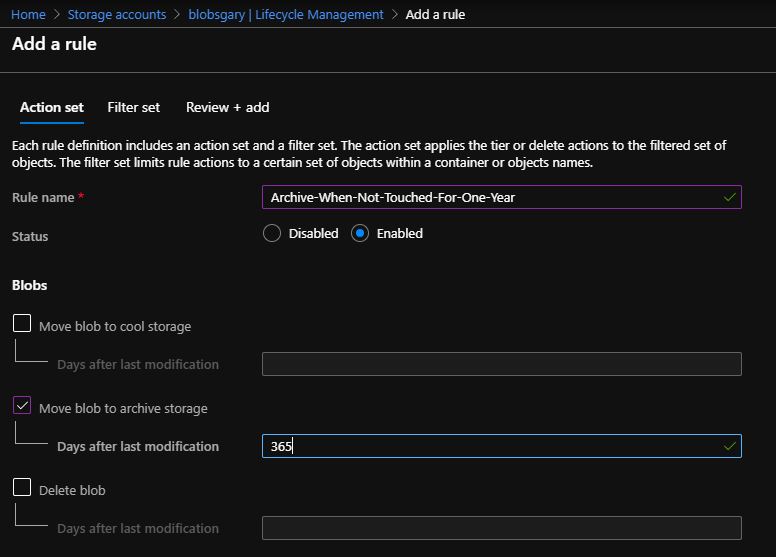 Home > Storage accounts > blobsgary | Lifecycle Management > Add a rule
Add a rule
Action set Filter set Review + add
Each rule definition includes an action set and a filter set. The action set applies the tier or delete actions to the filtered set of
objects. The filter set limits rule actions to a certain set of objects within a container or objects names.
Rule name * Archive-When-Not-Touched-For-One-Year
Status Disabled Enabled
Blobs
Move blob to cool storage
Days after last modification
Move blob to archive storage
Days after last modification 365
Delete blob
Days after last modification